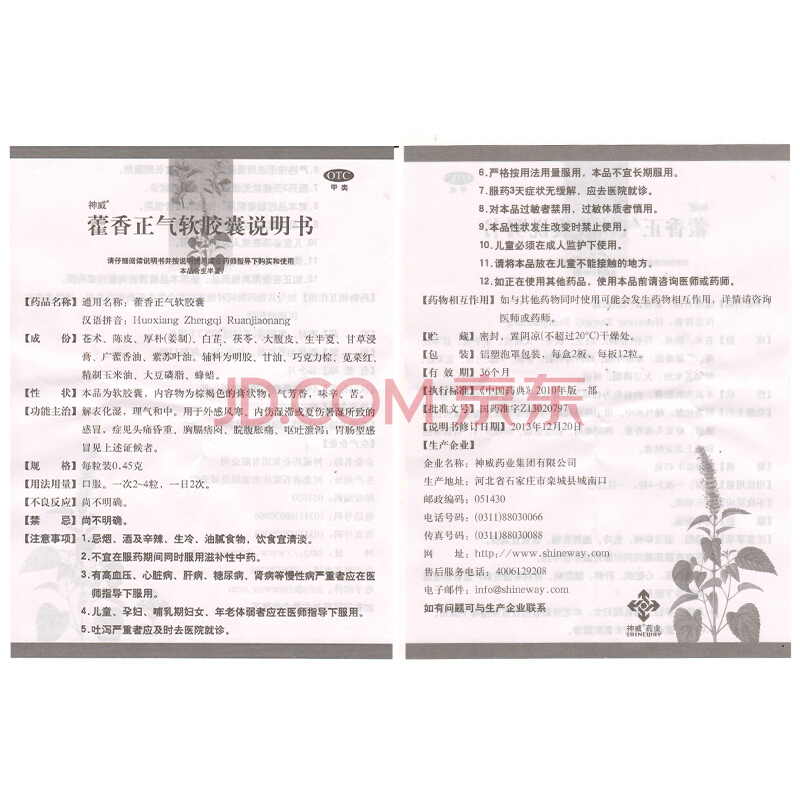 OTC
甲类
神威®
藿香正气软胶囊说明书
请仔细阅读说明书并按说明使用或在药师指导下购买和使用
本品含生半夏
【药品名称】通用名称：藿香正气软胶囊
汉语拼音：Huoxiang Zhengqi Ruanjiaonang
【成 份】苍术、陈皮、厚朴(姜制)、白芷、茯苓、大腹皮、生半夏、甘草浸
膏、广藿香油、紫苏叶油。辅料为明胶、甘油、巧克力棕、苋菜红、
精制玉米油、大豆磷脂、蜂蜡。
【性 状】本品为软胶囊，内容物为棕褐色的膏状物；气芳香，味辛、苦。
【功能主治】解表化湿，理气和中。用于外感风寒，内伤湿滞或夏伤暑湿所致的
感冒，症见头痛昏重、胸膈痞闷、脘腹胀痛、呕吐泄泻；胃肠型感
冒见上述证候者。
【规 格】每粒装0.45克
【用法用量】口服。一次2~4粒，一日2次。
【不良反应】尚不明确。
【禁 忌】尚不明确。
【注意事项】1.忌烟、酒及辛辣、生冷、油腻食物，饮食宜清淡。
2.不宜在服药期间同时服用滋补性中药。
3.有高血压、心脏病、肝病、糖尿病、肾病等慢性病严重者应在医
师指导下服用。
4.儿童、孕妇、哺乳期妇女、年老体弱者应在医师指导下服用。
5.吐泻严重者应及时去医院就诊。
6.严格按用法用量服用，本品不宜长期服用。
7.服药3天症状无缓解，应去医院就诊。
8.对本品过敏者禁用，过敏体质者慎用。
9.本品性状发生改变时禁止使用。
10.儿童必须在成人监护下使用。
11.请将本品放在儿童不能接触的地方。
12.如正在使用其他药品，使用本品前请咨询医师或药师。
【药物相互作用】如与其他药物同时使用可能会发生药物相互作用，详情请咨询
医师或药师。
【贮 藏】密封，置阴凉(不超过20℃)干燥处。
【包 装】铝塑泡罩包装，每盒2板，每板12粒。
【有 效 期】36个月
【执行标准】《中国药典》2010年版一部
【批准文号】国药准字Z13020797
【说明书修订日期】2013年12月20日
【生产企业】
企业名称：神威药业集团有限公司
生产地址：河北省石家庄市栾城县城南口
邮政编码：051430
电话号码：(0311)88030066
传真号码：(0311)88030088
网 址：http://www.shineway.com
售后服务电话：4006129208
电子邮件：info@shineway.com
如有问题可与生产企业联系
神威®药业
SHINEWAY
JD.COM 京东